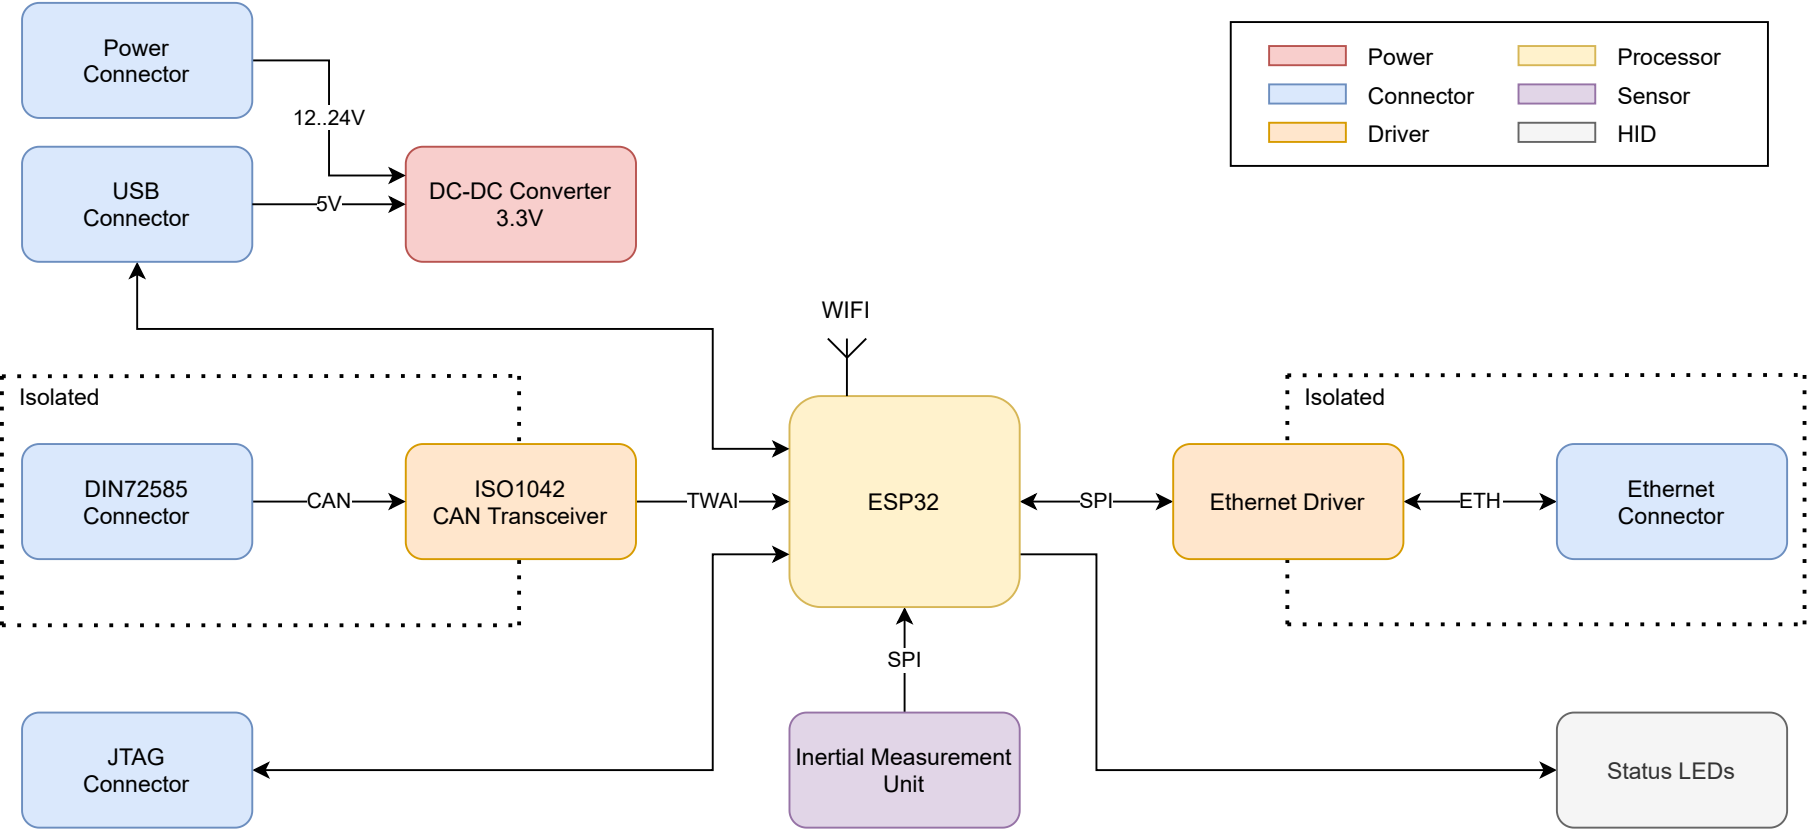 Power
Connector
12..24V
USB
Connector
5V
DC-DC Converter
3.3V
Power
Connector
Driver
Processor
Sensor
HID
WIFI
Isolated
DIN72585
Connector
CAN
ISO1042
CAN Transceiver
TWAI
ESP32
SPI
Ethernet Driver
ETH
Isolated
Ethernet
Connector
SPI
JTAG
Connector
Inertial Measurement
Unit
Status LEDs